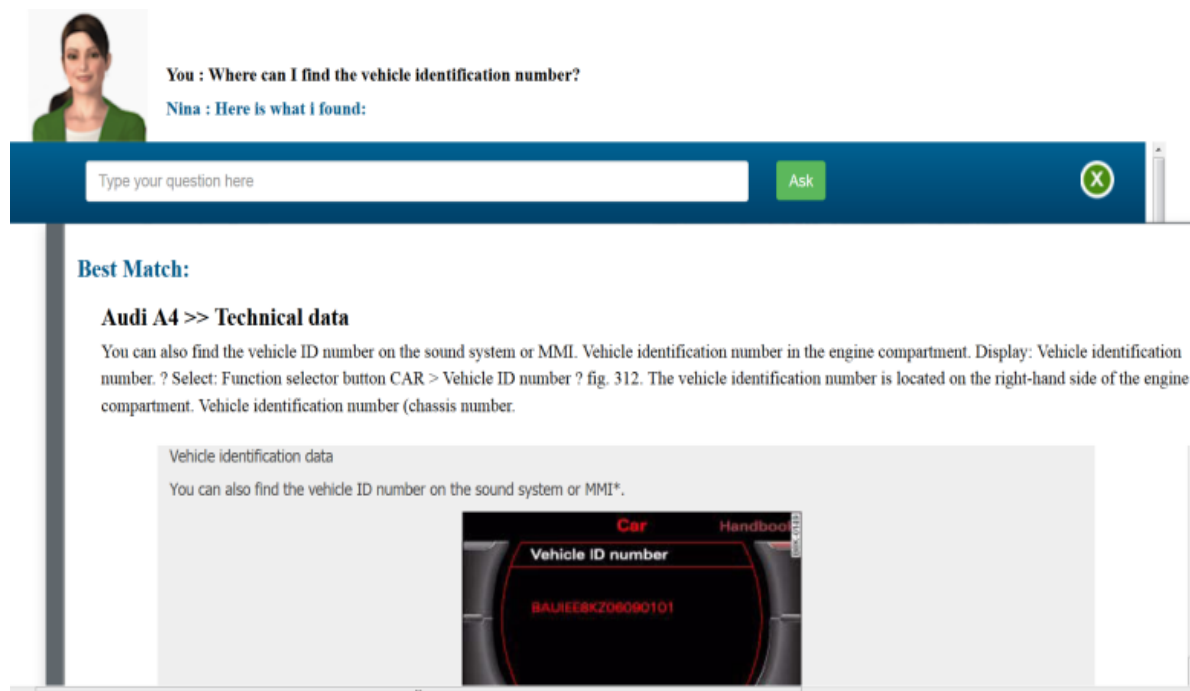 You : Where can I find the vehicle identification number?
Nina : Here is what i found:
Type your question here
Ask
X
Best Match:
Audi A4 >> Technical data
You can also find the vehicle ID number on the sound system or MMI. Vehicle identification number in the engine compartment. Display: Vehicle identification
number. ? Select: Function selector button CAR > Vehicle ID number ? fig. 312. The vehicle identification number is located on the right-hand side of the engine
compartment. Vehicle identification number (chassis number.
Vehicle identification data
You can also find the vehicle ID number on the sound system or MMI*.
Car
Handboo
Vehicle ID number
BAUIEE8KZ06090101